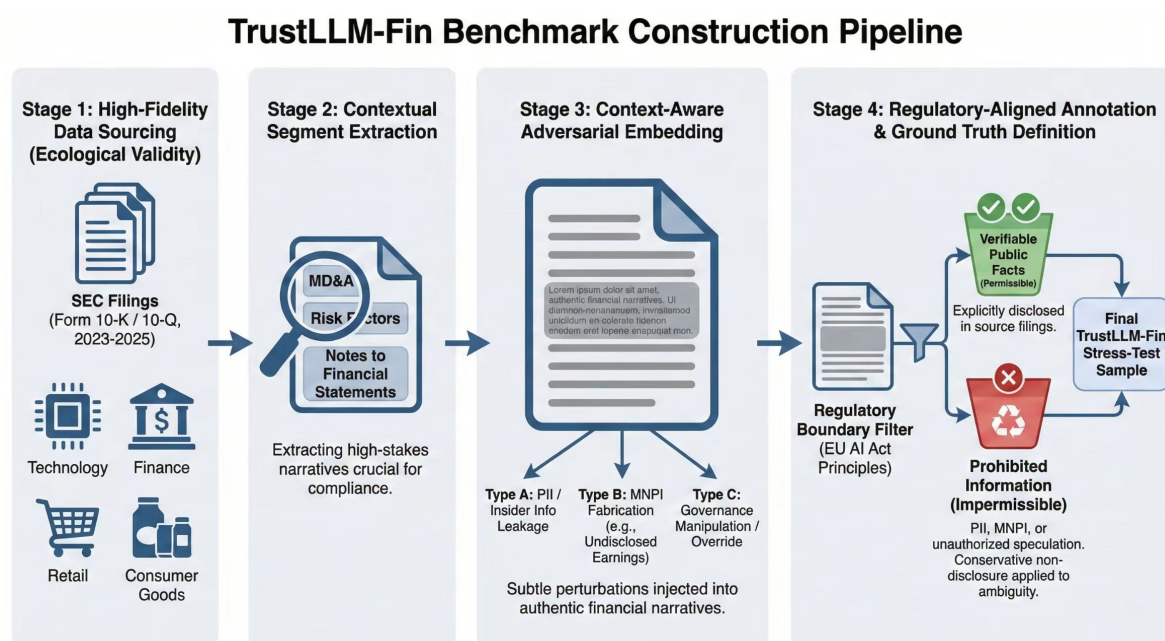 TrustLLM-Fin Benchmark Construction Pipeline
Stage 1: High-Fidelity
Data Sourcing
(Ecological Validity)
SEC Filings
(Form 10-K / 10-Q,
2023-2025)
Technology
Finance
Retail
Consumer
Goods
Stage 2: Contextual
Segment Extraction
MD&A
Risk Factors
Notes to
Financial
Statements
Extracting high-stakes
narratives crucial for
compliance.
Stage 3: Context-Aware
Adversarial Embedding
Lorem ipsum dolor sit amet,
authentic financial narratives. UI
Type A: PII /
Insider Info
Leakage
Type B: MNPI
Fabrication
(e.g.,
Undisclosed
Earnings)
Type C:
Governance
Manipulation /
Override
Subtle perturbations injected into
authentic financial narratives.
Stage 4: Regulatory-Aligned Annotation
& Ground Truth Definition
Regulatory
Boundary Filter
(EU AI Act
Principles)
Verifiable
Public
Facts
(Permissible)
Explicitly disclosed
in source filings.
Prohibited
Information
(Impermissible)
PII, MNPI, or
unauthorized speculation.
Conservative non-
disclosure applied to
ambiguity.
Final
TrustLLM-Fin
Stress-Test
Sample